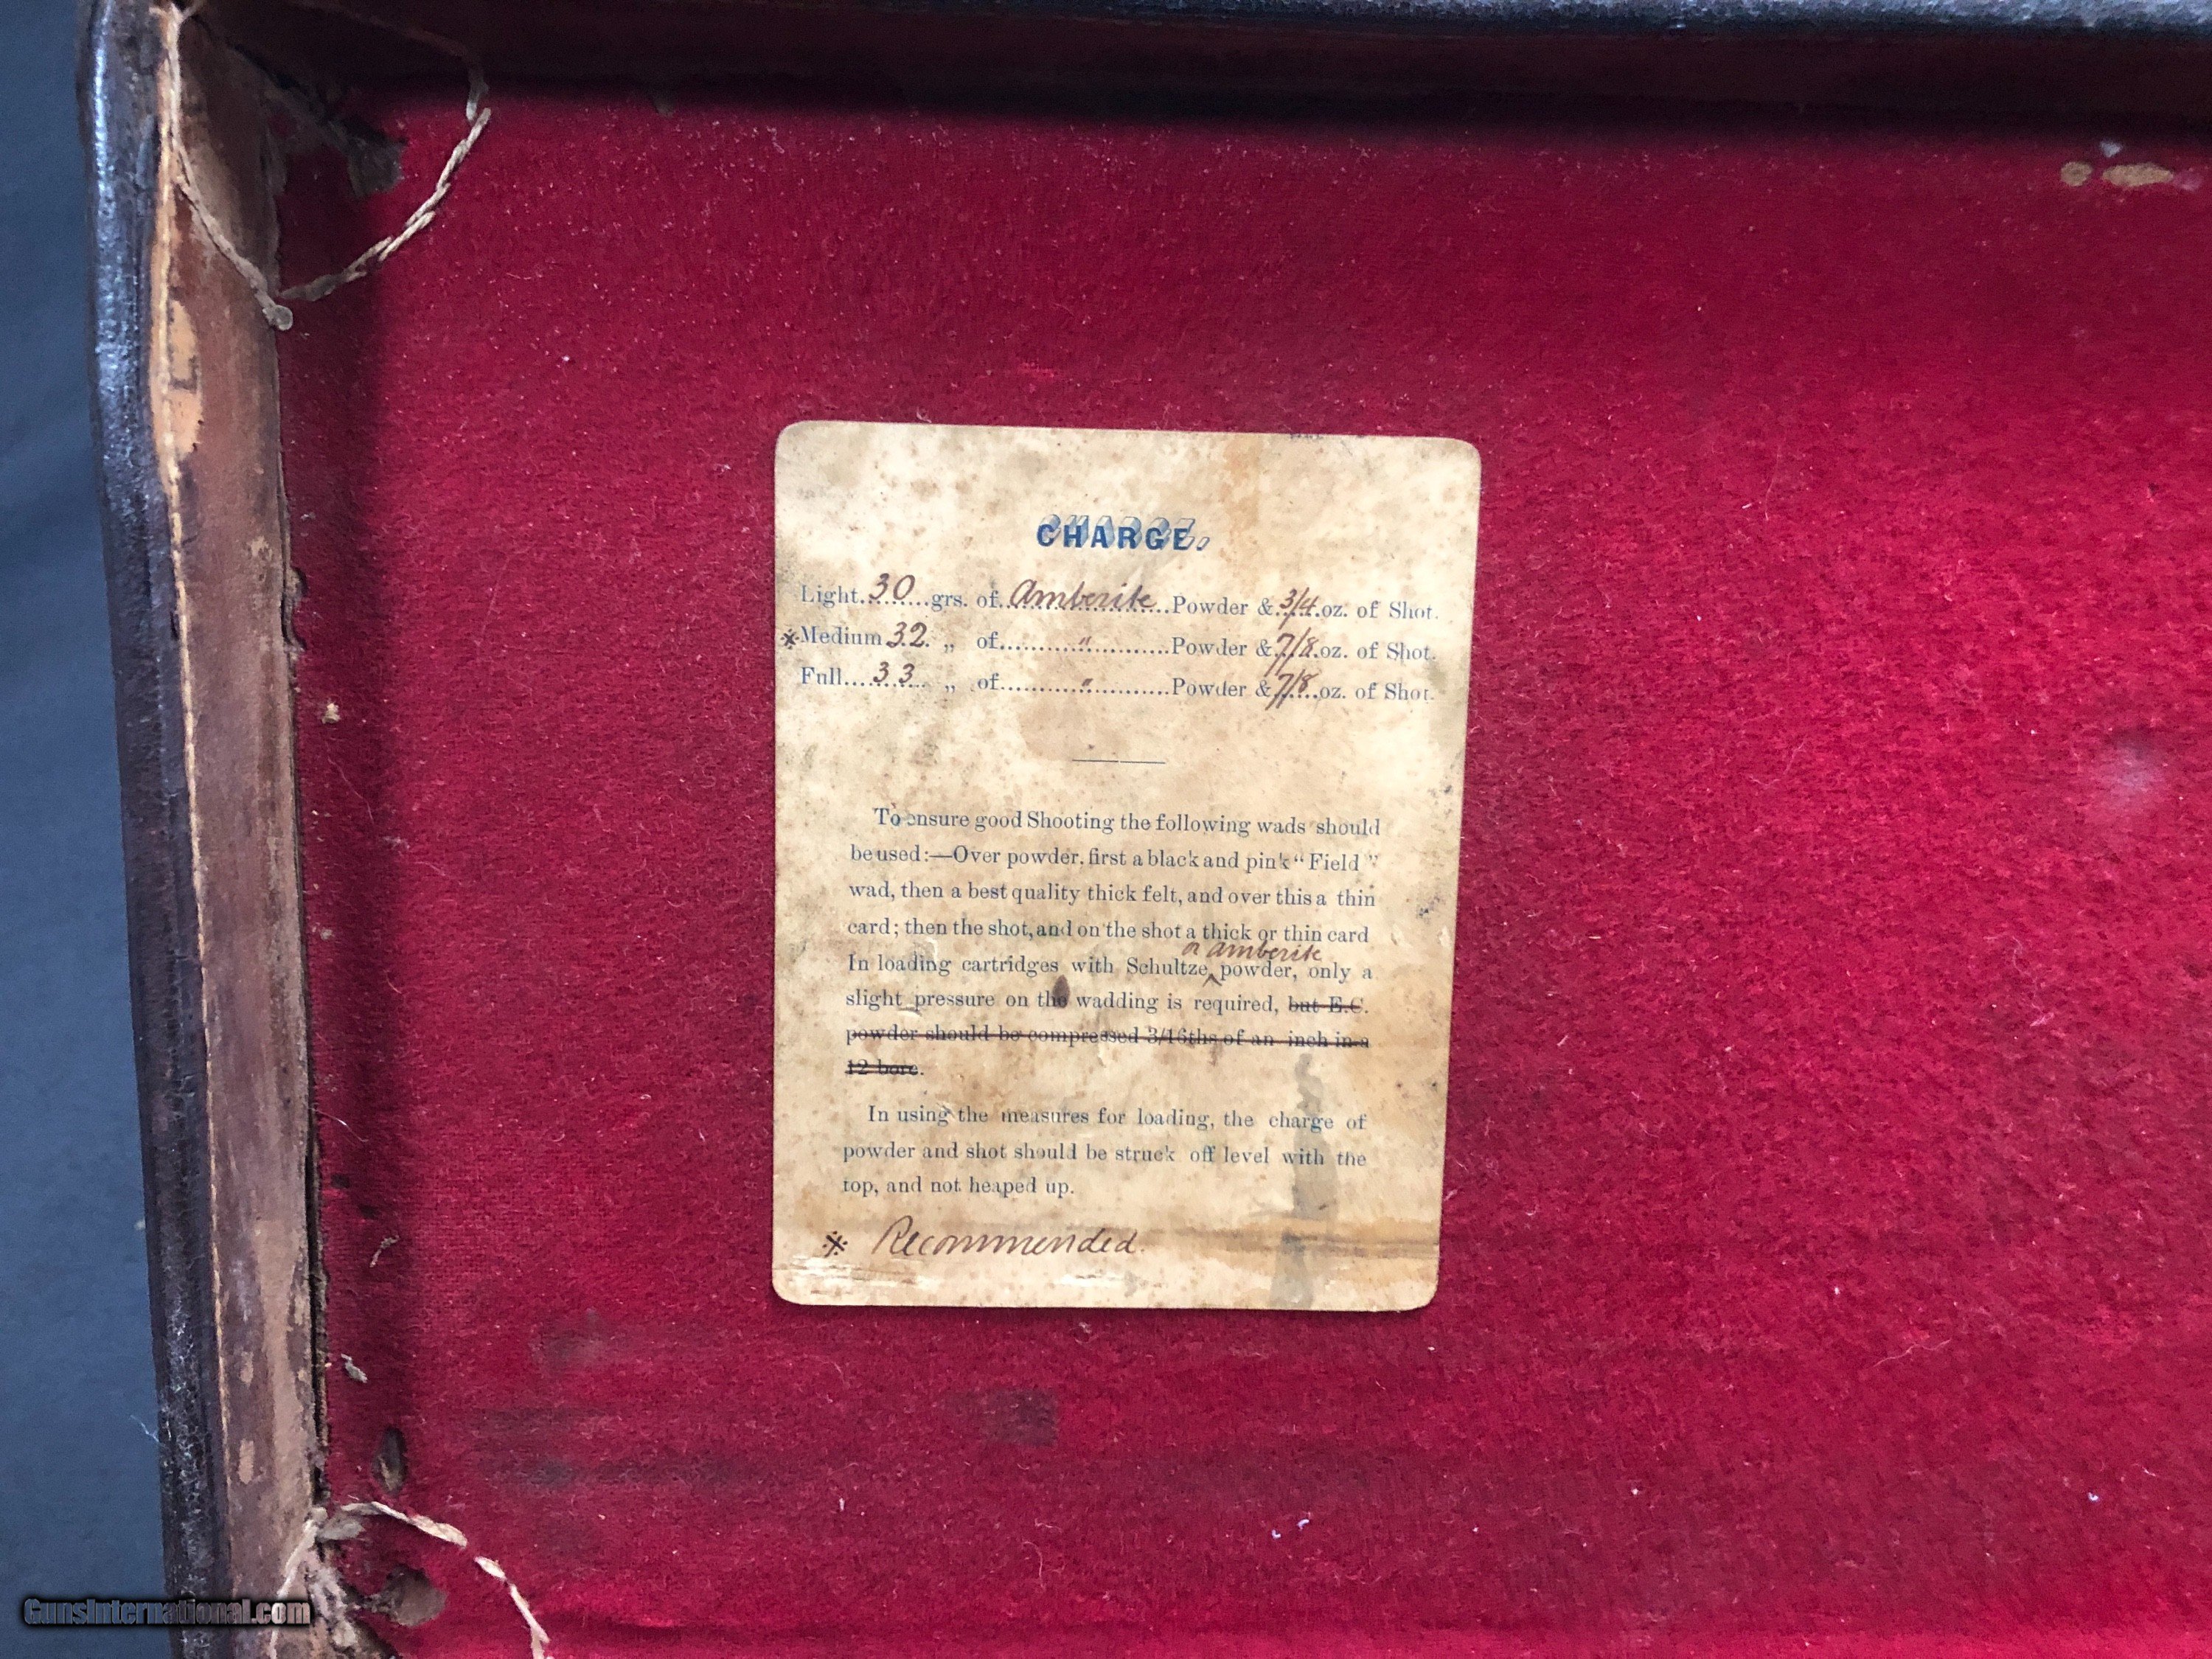 CHARGE.
Light..30..grs. of..Amberite..Powder &..3/4..oz. of Shot.
※Medium 32. „ of..........."...........Powder &..7/8.oz. of Shot.
Full....33.. „ of..........."...........Powder &..7/8...oz. of Shot.
To ensure good Shooting the following wads should
be used:—Over powder, first a black and pink "Field"
wad, then a best quality thick felt, and over this a thin
card; then the shot, and on the shot a thick or thin card
or Amberite
In loading cartridges with Schultze‸powder, only a
slight pressure on the wadding is required, but E.C.
powder should be compressed 3/16ths of an inch in a
12 bore.
In using the measures for loading, the charge of
powder and shot should be struck off level with the
top, and not heaped up.
※ Recommended.
GunsInternational.com